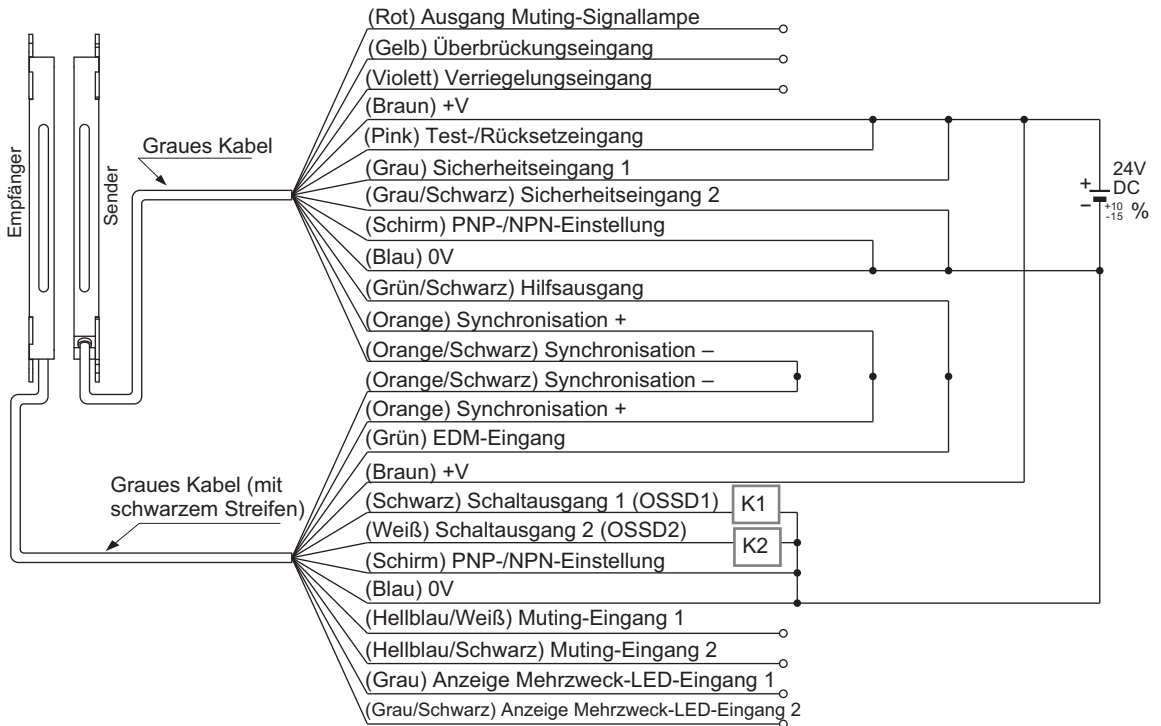 (Rot) Ausgang Muting-Signallampe
(Gelb) Überbrückungseingang
(Violett) Verriegelungseingang
(Braun) +V
(Pink) Test-/Rücksetzeingang
(Grau) Sicherheitseingang 1
(Grau/Schwarz) Sicherheitseingang 2
(Schirm) PNP-/NPN-Einstellung
(Blau) 0V
(Grün/Schwarz) Hilfsausgang
(Orange) Synchronisation +
(Orange/Schwarz) Synchronisation –
(Orange/Schwarz) Synchronisation –
(Orange) Synchronisation +
(Grün) EDM-Eingang
(Braun) +V
(Schwarz) Schaltausgang 1 (OSSD1)
K1
(Weiß) Schaltausgang 2 (OSSD2)
K2
(Schirm) PNP-/NPN-Einstellung
(Blau) 0V
(Hellblau/Weiß) Muting-Eingang 1
(Hellblau/Schwarz) Muting-Eingang 2
(Grau) Anzeige Mehrzweck-LED-Eingang 1
(Grau/Schwarz) Anzeige Mehrzweck-LED-Eingang 2
Empfänger
Sender
Graues Kabel
Graues Kabel (mit
schwarzem Streifen)
24V
+ DC
– +10 -15 %